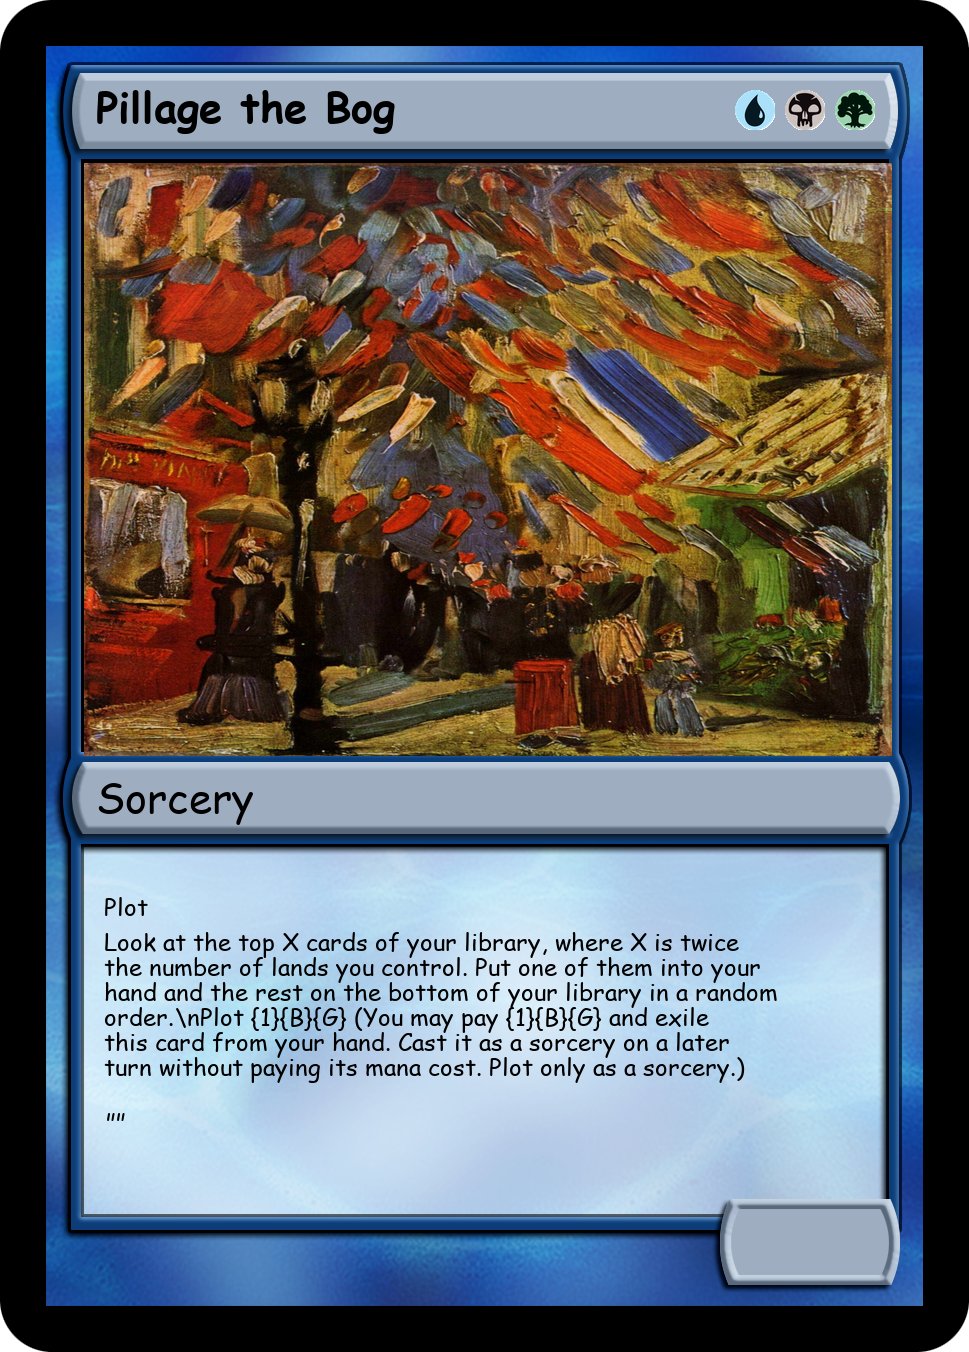 Pillage the Bog
Sorcery
Plot
Look at the top X cards of your library, where X is twice
the number of lands you control. Put one of them into your
hand and the rest on the bottom of your library in a random
order.\nPlot {1}{B}{G} (You may pay {1}{B}{G} and exile
this card from your hand. Cast it as a sorcery on a later
turn without paying its mana cost. Plot only as a sorcery.)
""